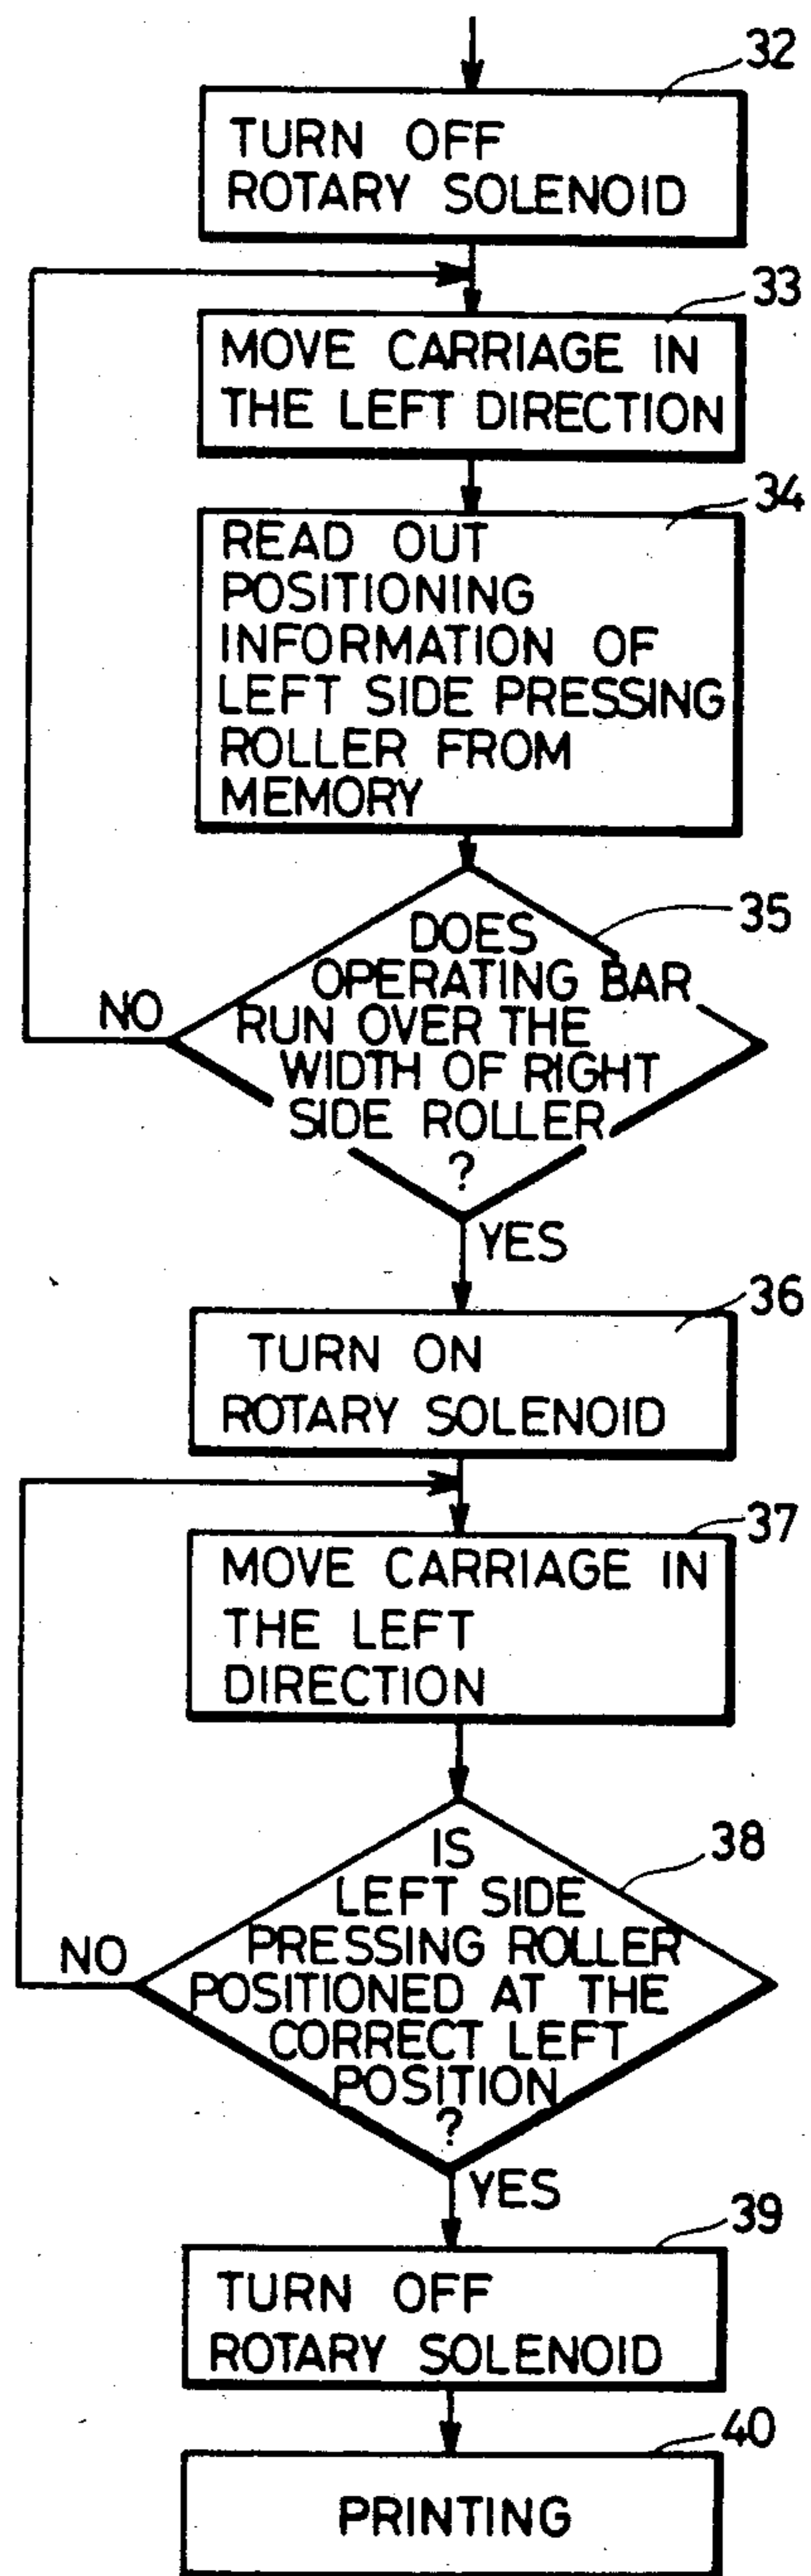 32
TURN OFF
ROTARY SOLENOID
33
MOVE CARRIAGE IN
THE LEFT DIRECTION
34
READ OUT
POSITIONING
INFORMATION OF
LEFT SIDE PRESSING
ROLLER FROM
MEMORY
35
DOES
OPERATING BAR
NO
RUN OVER THE
WIDTH OF RIGHT
SIDE ROLLER
?
YES
36
TURN ON
ROTARY SOLENOID
37
MOVE CARRIAGE IN
THE LEFT
DIRECTION
38
IS
LEFT SIDE
PRESSING ROLLER
NO
POSITIONED AT THE
CORRECT LEFT
POSITION
?
YES
39
TURN OFF
ROTARY SOLENOID
40
PRINTING